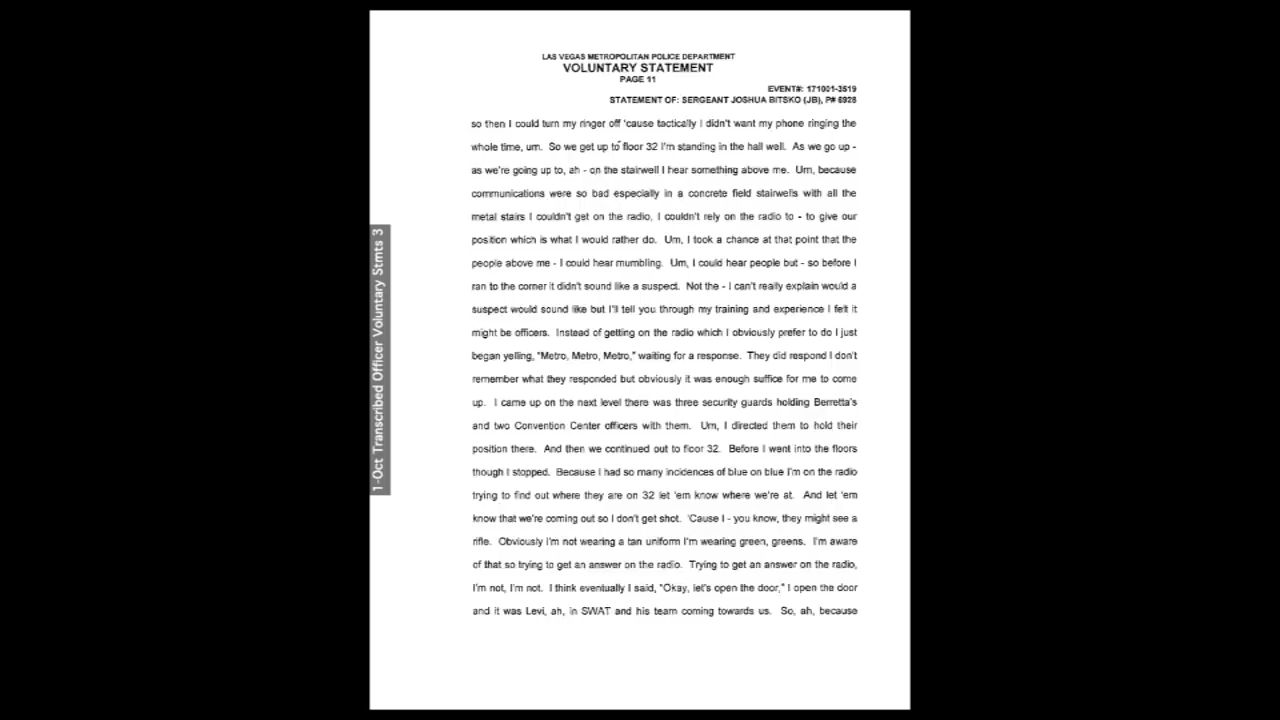 LAS VEGAS METROPOLITAN POLICE DEPARTMENT
VOLUNTARY STATEMENT
PAGE 11
EVENT#: 171001-3519
STATEMENT OF: SERGEANT JOSHUA BITSKO (JB), P# 6928
so then I could turn my ringer off 'cause tactically I didn't want my phone ringing the
whole time, um. So we get up to floor 32 I'm standing in the hall well. As we go up -
as we're going up to, ah - on the stairwell I hear something above me. Um, because
communications were so bad especially in a concrete field stairwells with all the
metal stairs I couldn't get on the radio, I couldn't rely on the radio to - to give our
position which is what I would rather do. Um, I took a chance at that point that the
people above me - I could hear mumbling. Um, I could hear people but - so before I
ran to the corner it didn't sound like a suspect. Not the - I can't really explain would a
suspect would sound like but I'll tell you through my training and experience I felt it
might be officers. Instead of getting on the radio which I obviously prefer to do I just
began yelling, "Metro, Metro, Metro," waiting for a response. They did respond I don't
remember what they responded but obviously it was enough suffice for me to come
up. I came up on the next level there was three security guards holding Berretta's
and two Convention Center officers with them. Um, I directed them to hold their
position there. And then we continued out to floor 32. Before I went into the floors
though I stopped. Because I had so many incidences of blue on blue I'm on the radio
trying to find out where they are on 32 let 'em know where we're at. And let 'em
know that we're coming out so I don't get shot. 'Cause I - you know, they might see a
rifle. Obviously I'm not wearing a tan uniform I'm wearing green, greens. I'm aware
of that so trying to get an answer on the radio. Trying to get an answer on the radio,
I'm not, I'm not. I think eventually I said, "Okay, let's open the door," I open the door
and it was Levi, ah, in SWAT and his team coming towards us. So, ah, because
1-Oct Transcribed Officer Voluntary Stmts 3